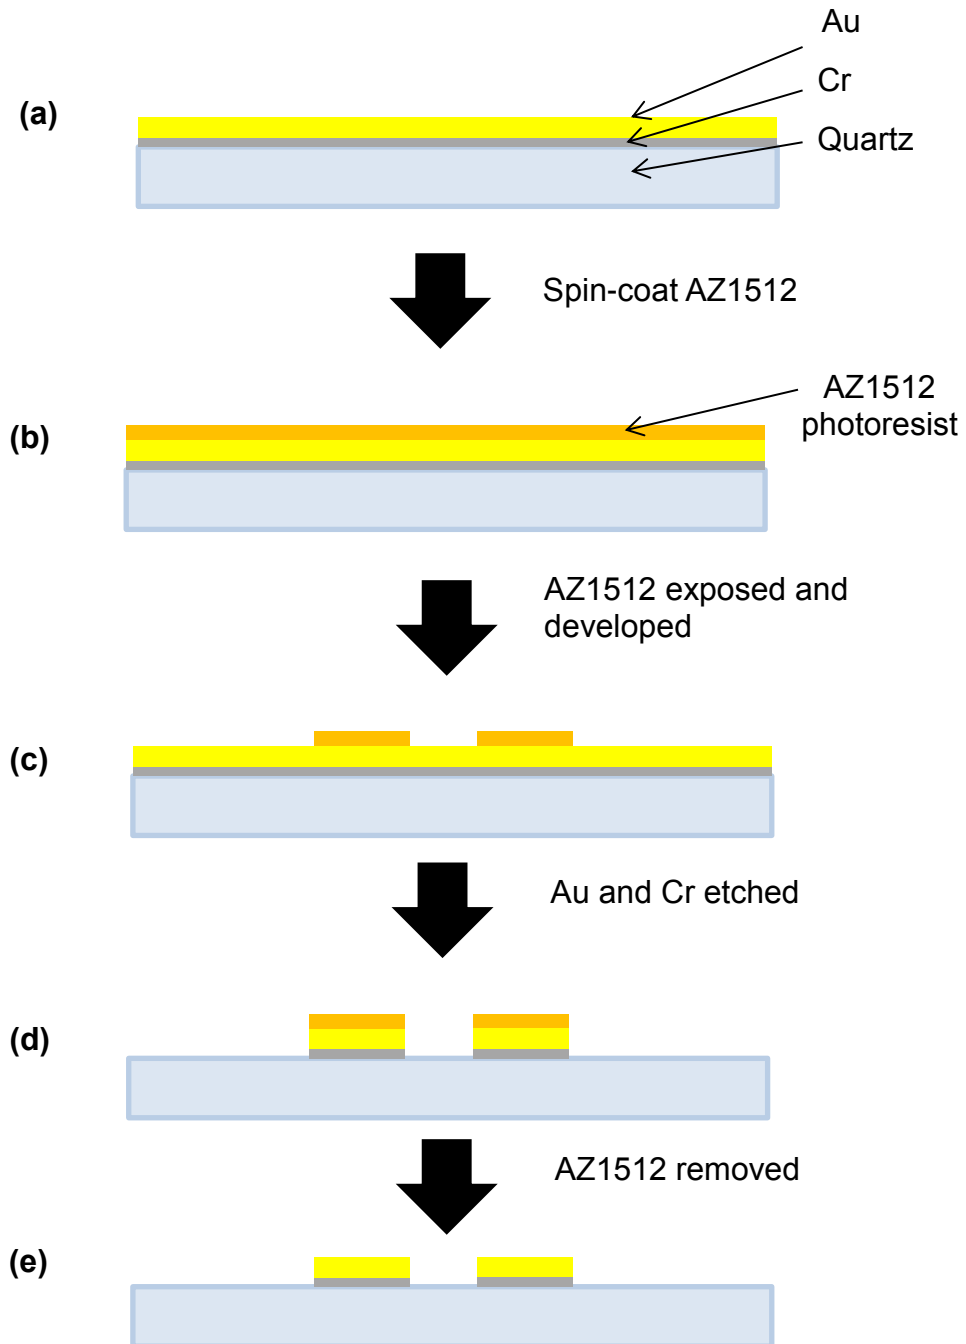 Au
Cr
(a)
Quartz
Spin-coat AZ1512
AZ1512
photoresist
(b)
AZ1512 exposed and
developed
(c)
Au and Cr etched
(d)
AZ1512 removed
(e)